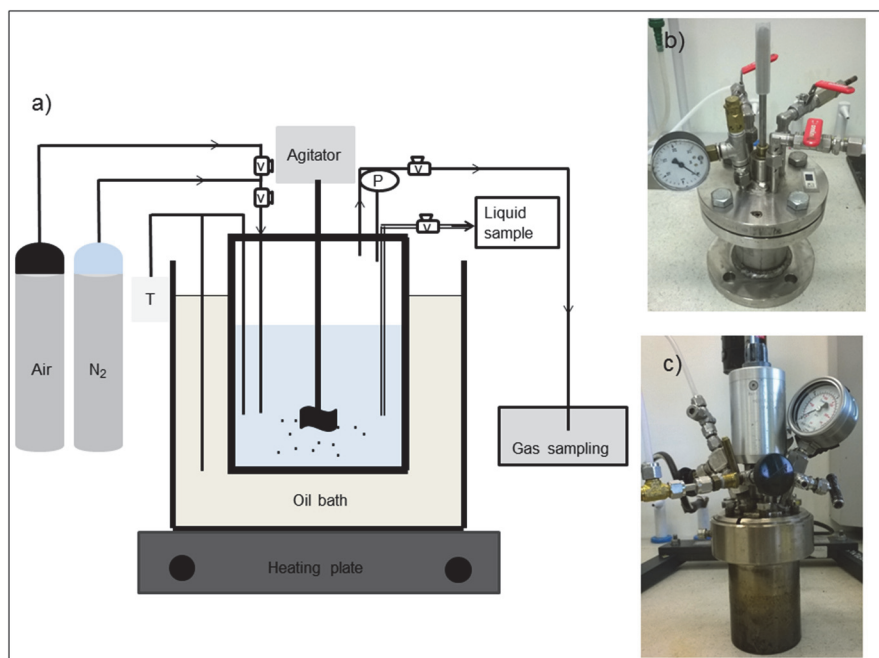 a)
Agitator
V
V
V
P
V
Liquid
sample
T
Air
N₂
Gas sampling
Oil bath
Heating plate
b)
c)